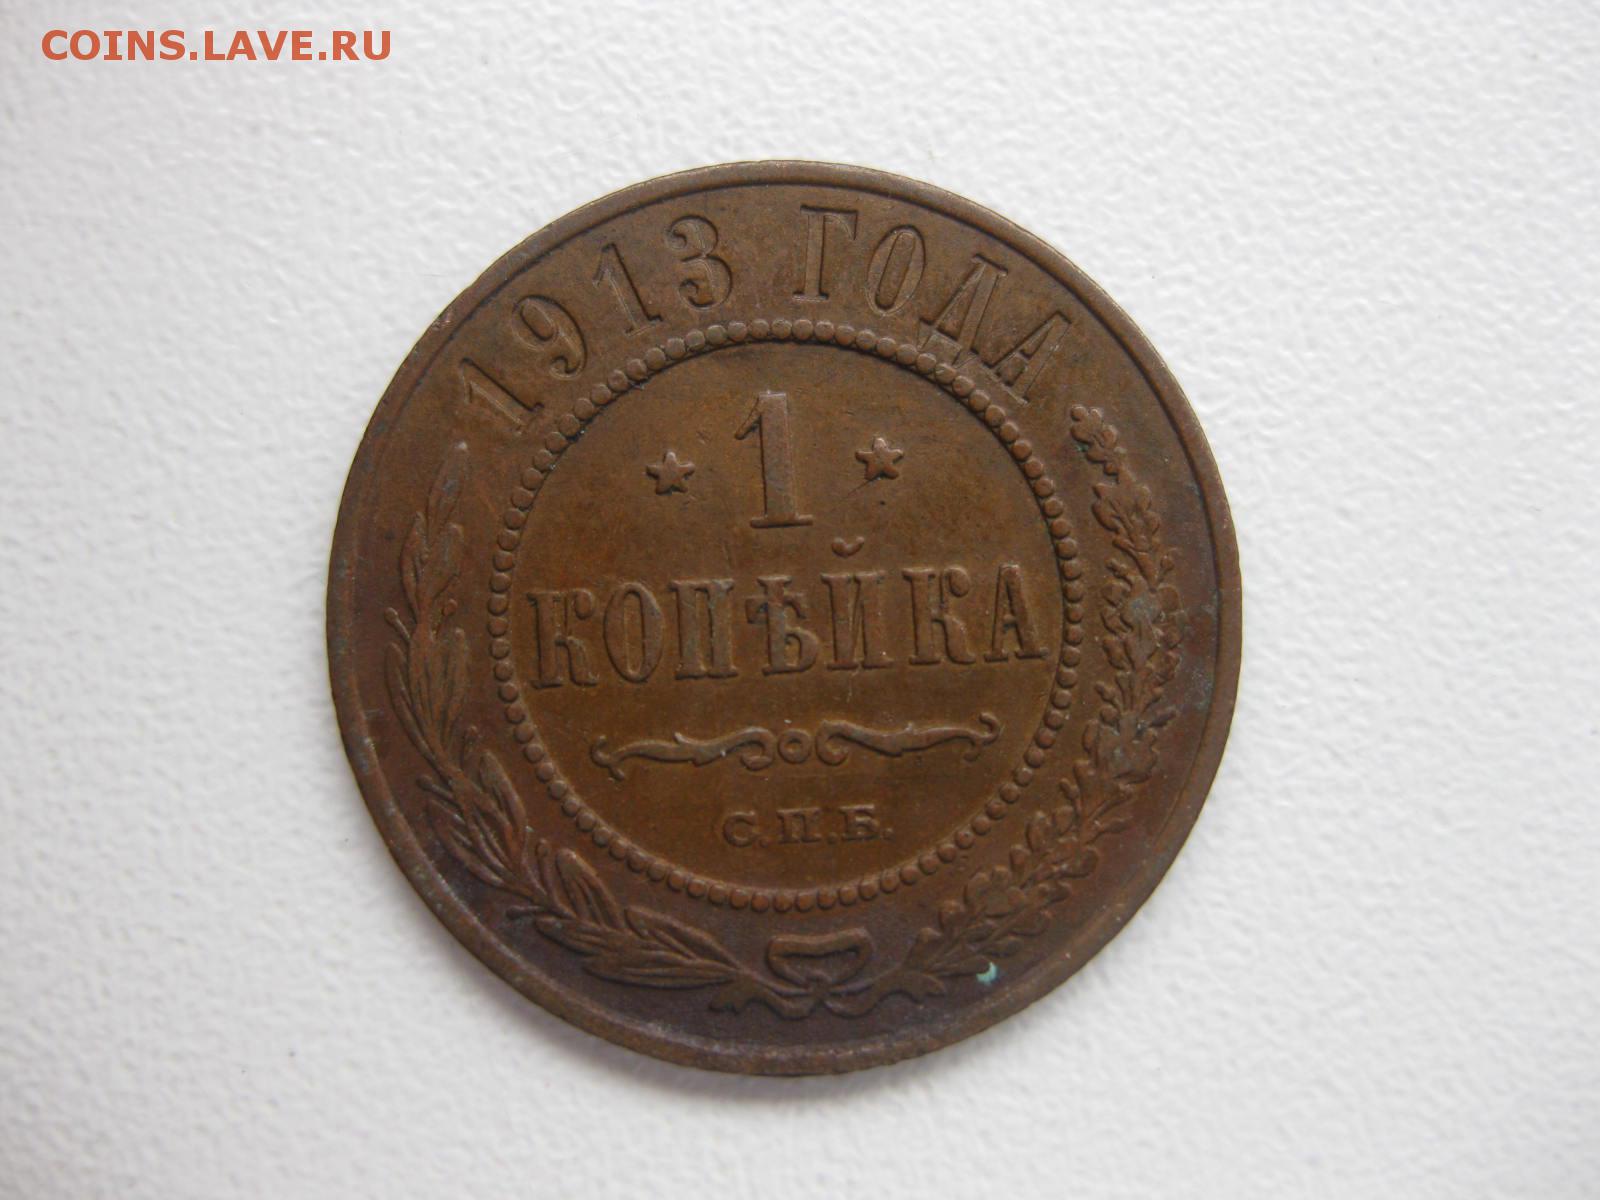 COINS.LAVE.RU
1913 ГОДА
1
КОПѢЙКА
С.П.Б.